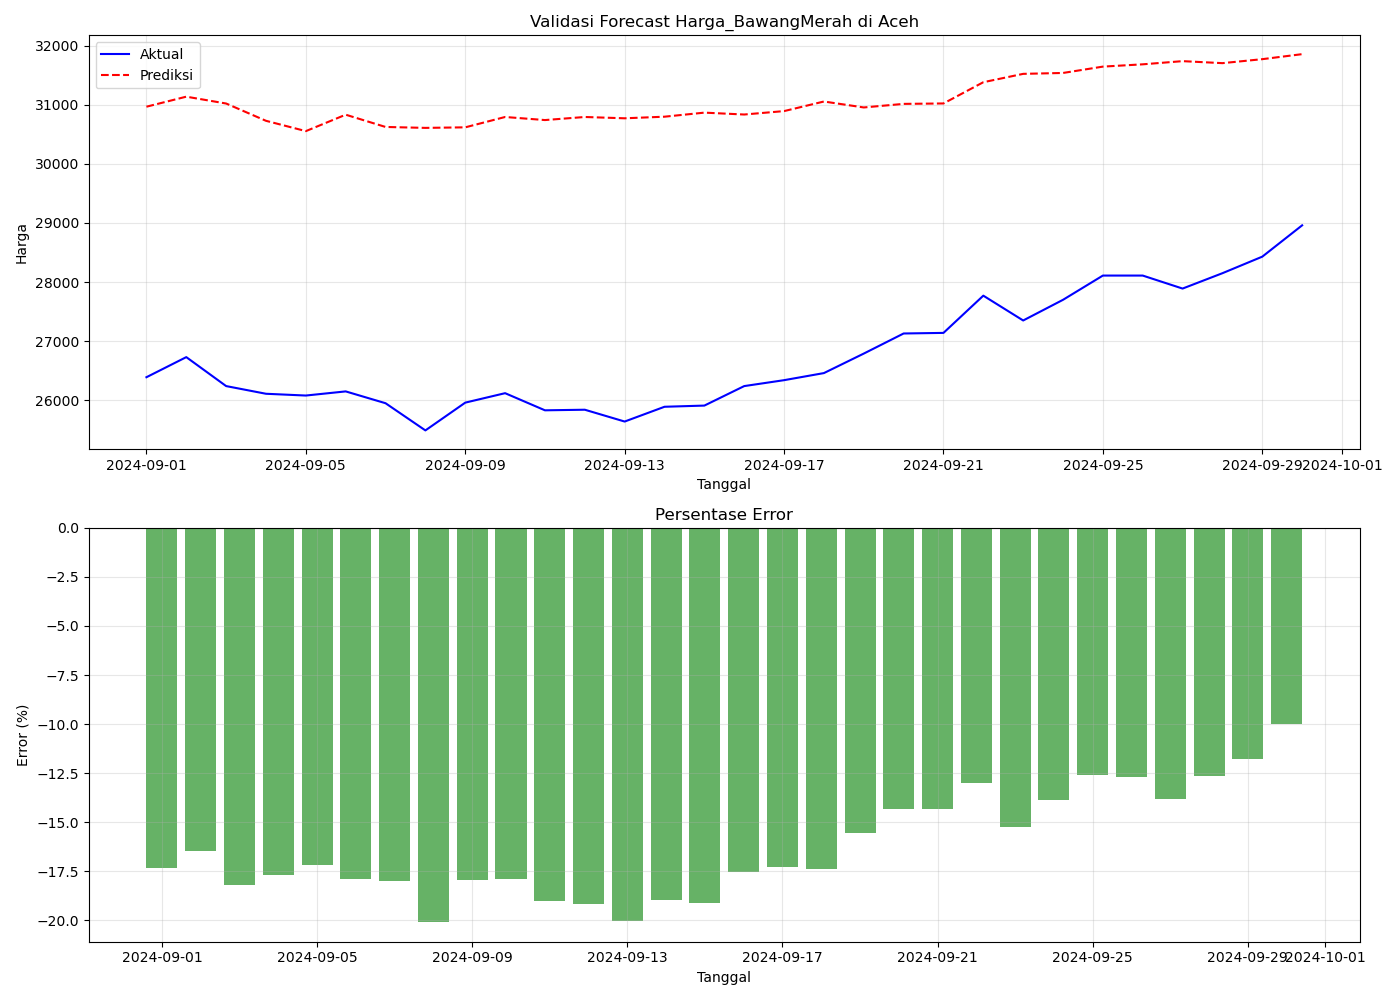 Validasi Forecast Harga_BawangMerah di Aceh
Aktual
Prediksi
32000
31000
30000
29000
28000
27000
26000
Harga
2024-09-01 2024-09-05 2024-09-09 2024-09-13 2024-09-17 2024-09-21 2024-09-25 2024-09-29 2024-10-01
Tanggal
Persentase Error
0.0
−2.5
−5.0
−7.5
−10.0
−12.5
−15.0
−17.5
−20.0
Error (%)
2024-09-01 2024-09-05 2024-09-09 2024-09-13 2024-09-17 2024-09-21 2024-09-25 2024-09-29 2024-10-01
Tanggal